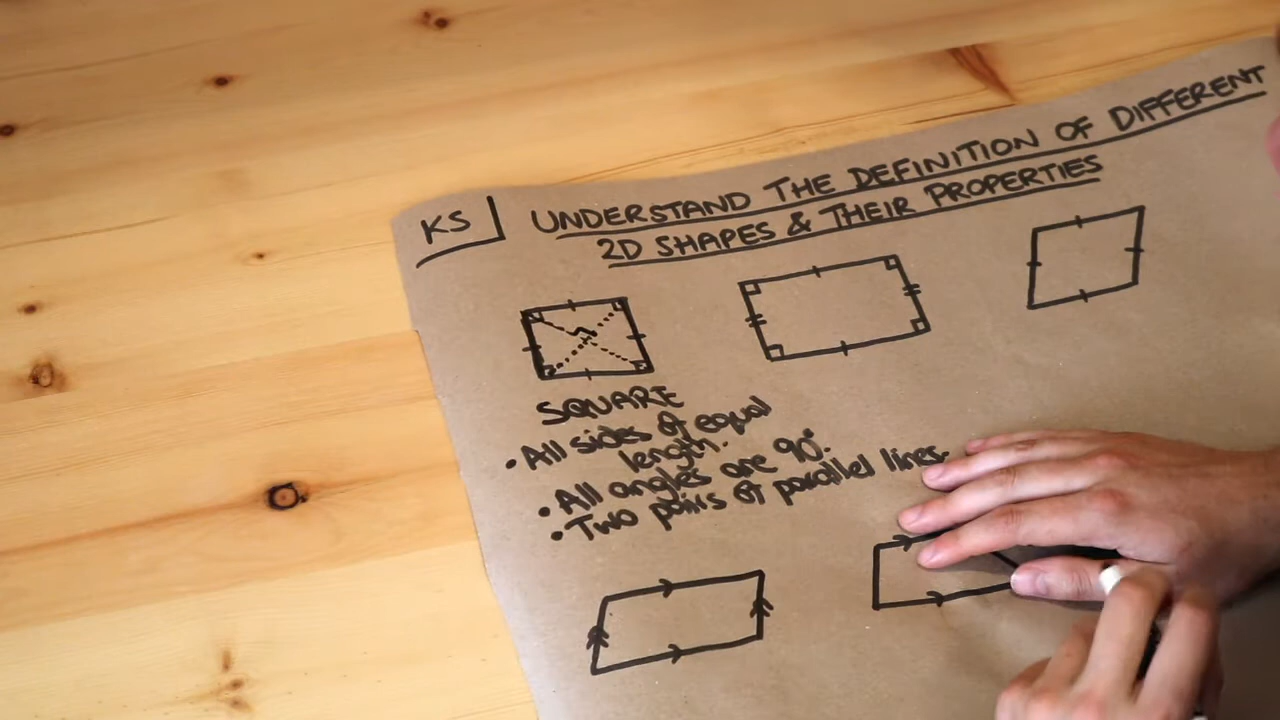 KS
UNDERSTAND THE DEFINITION OF DIFFERENT
2D SHAPES & THEIR PROPERTIES
SQUARE
• All sides of equal
length.
• All angles are 90°.
• Two pairs of parallel lines.